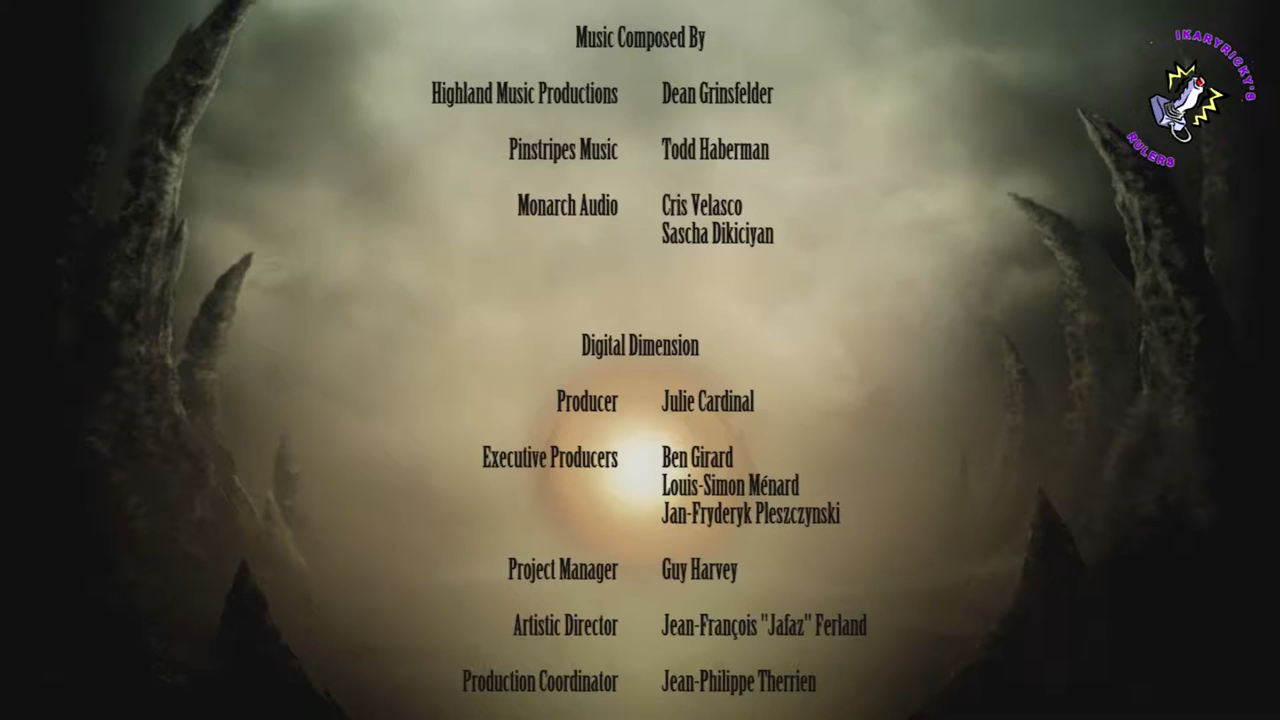 Music Composed By
Highland Music Productions Dean Grinsfelder
Pinstripes Music Todd Haberman
Monarch Audio Cris Velasco
Sascha Dikiciyan
Digital Dimension
Producer Julie Cardinal
Executive Producers Ben Girard
Louis-Simon Ménard
Jan-Fryderyk Pleszczynski
Project Manager Guy Harvey
Artistic Director Jean-François "Jafaz" Ferland
Production Coordinator Jean-Philippe Therrien
IKARYRICKY'S
RULERS